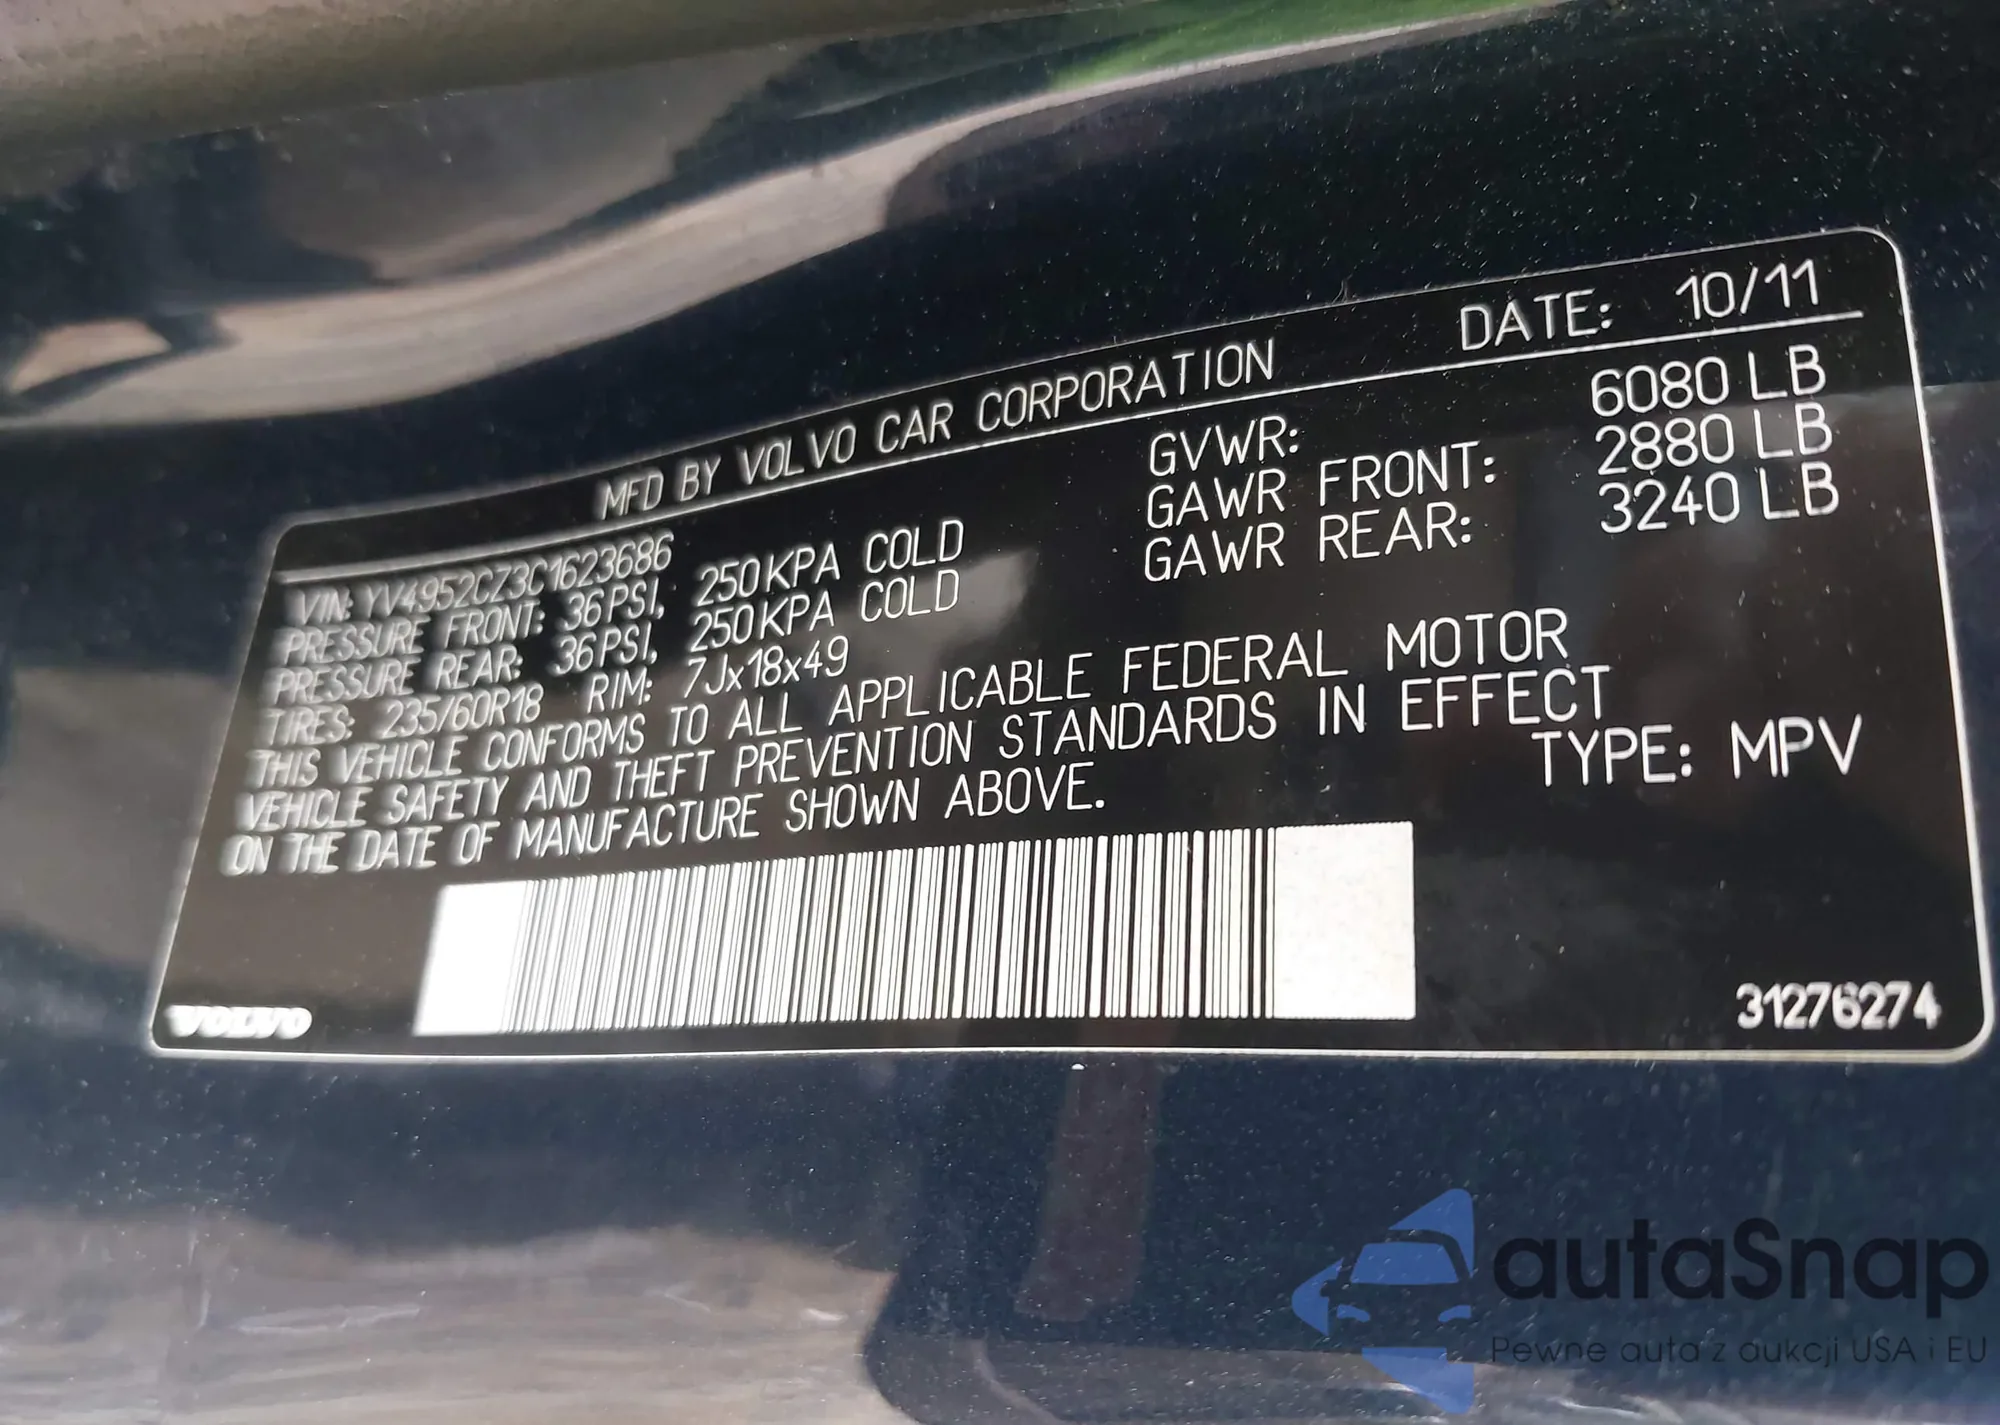 MFD BY VOLVO CAR CORPORATION DATE: 10/11
VIN: YV4952CZ3C1623686 GVWR: 6080 LB
PRESSURE FRONT: 36PSI, 250KPA COLD GAWR FRONT: 2880 LB
PRESSURE REAR: 36PSI, 250KPA COLD GAWR REAR: 3240 LB
TIRES: 235/60R18 RIM: 7Jx18x49
THIS VEHICLE CONFORMS TO ALL APPLICABLE FEDERAL MOTOR
VEHICLE SAFETY AND THEFT PREVENTION STANDARDS IN EFFECT
ON THE DATE OF MANUFACTURE SHOWN ABOVE. TYPE: MPV
VOLVO 31276274
autaSnap
Pewne auta z aukcji USA i EU